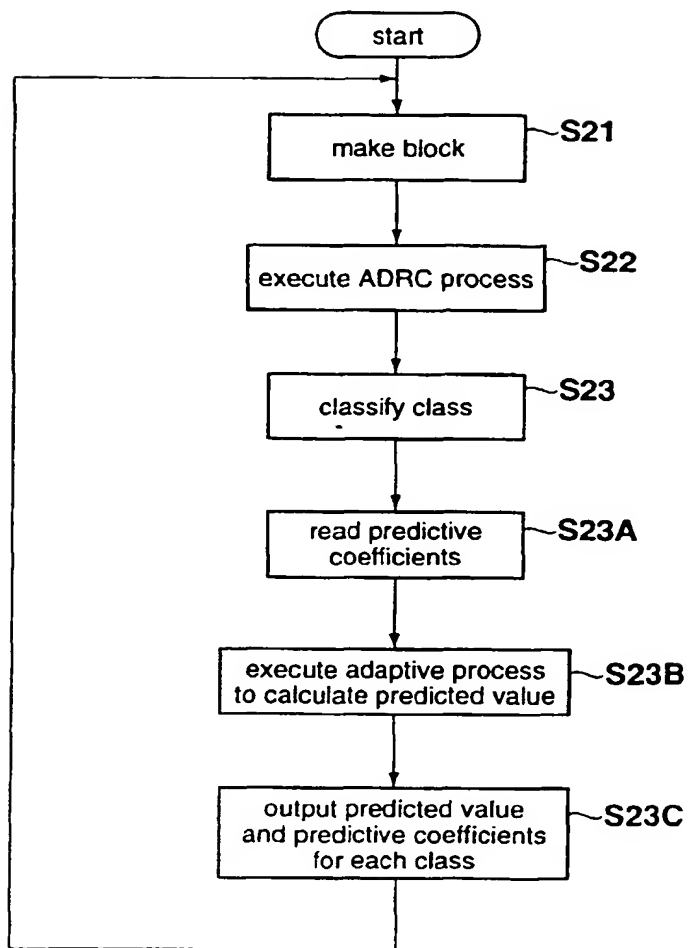 start
make block
S21
execute ADRC process
S22
classify class
S23
read predictive
coefficients
S23A
execute adaptive process
to calculate predicted value
S23B
output predicted value
and predictive coefficients
for each class
S23C